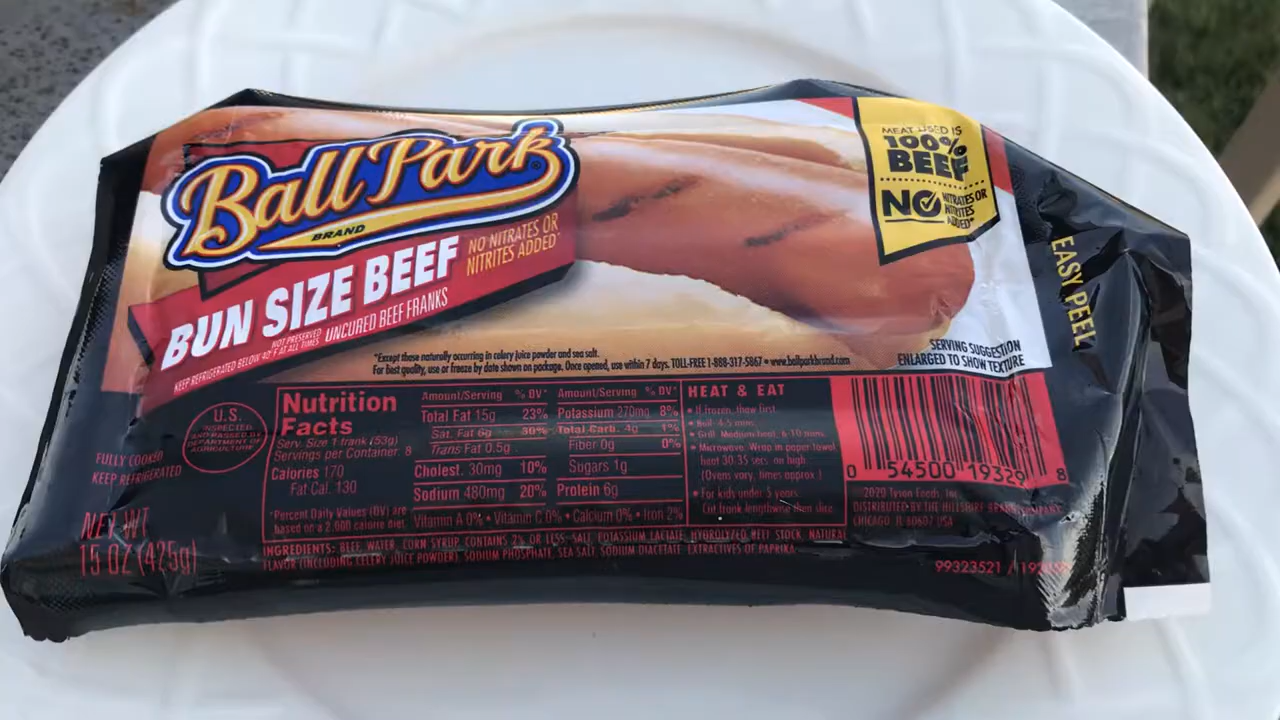 Ball Park®
BRAND
BUN SIZE BEEF
NO NITRATES OR
NITRITES ADDED*
NOT PRESERVED
KEEP REFRIGERATED BELOW 40°F AT ALL TIMES
UNCURED BEEF FRANKS
MEAT USED IS
100%
BEEF
NO NITRATES OR
NITRITES
ADDED*
EASY PEEL
SERVING SUGGESTION
ENLARGED TO SHOW TEXTURE
*Except those naturally occurring in celery juice powder and sea salt.
For best quality, use or freeze by date shown on package. Once opened, use within 7 days. TOLL-FREE 1-888-317-5867 • www.ballparkbrand.com
U.S.
INSPECTED
AND PASSED BY
DEPARTMENT OF
AGRICULTURE
FULLY COOKED
KEEP REFRIGERATED
NET WT
15 OZ (425g)
Nutrition
Facts
Serv. Size 1 frank (53g)
Servings per Container: 8
Calories 170
Fat Cal. 130
*Percent Daily Values (DV) are
based on a 2,000 calorie diet.
Amount/Serving % DV*
Total Fat 15g 23%
Sat. Fat 6g 30%
Trans Fat 0.5g
Cholest. 30mg 10%
Sodium 480mg 20%
Amount/Serving % DV*
Potassium 270mg 8%
Total Carb. 4g 1%
Fiber 0g 0%
Sugars 1g
Protein 6g
Vitamin A 0% • Vitamin C 0% • Calcium 0% • Iron 2%
HEAT & EAT
• If frozen, thaw first.
• Boil: 4-5 mins.
• Grill: Medium heat, 6-10 mins.
• Microwave: Wrap in paper towel
heat 30-35 secs. on high.
(Ovens vary, times approx.)
• For kids under 5 years
Cut frank lengthwise then slice.
0 54500 19329 8
2020 Tyson Foods, Inc.
DISTRIBUTED BY THE HILLSHIRE BRANDS COMPANY
CHICAGO, IL 60607 USA
INGREDIENTS: BEEF, WATER, CORN SYRUP, CONTAINS 2% OR LESS: SALT, POTASSIUM LACTATE, HYDROLYZED BEEF STOCK, NATURAL
FLAVOR (INCLUDING CELERY JUICE POWDER), SODIUM PHOSPHATE, SEA SALT, SODIUM DIACETATE, EXTRACTIVES OF PAPRIKA.
99323521 /